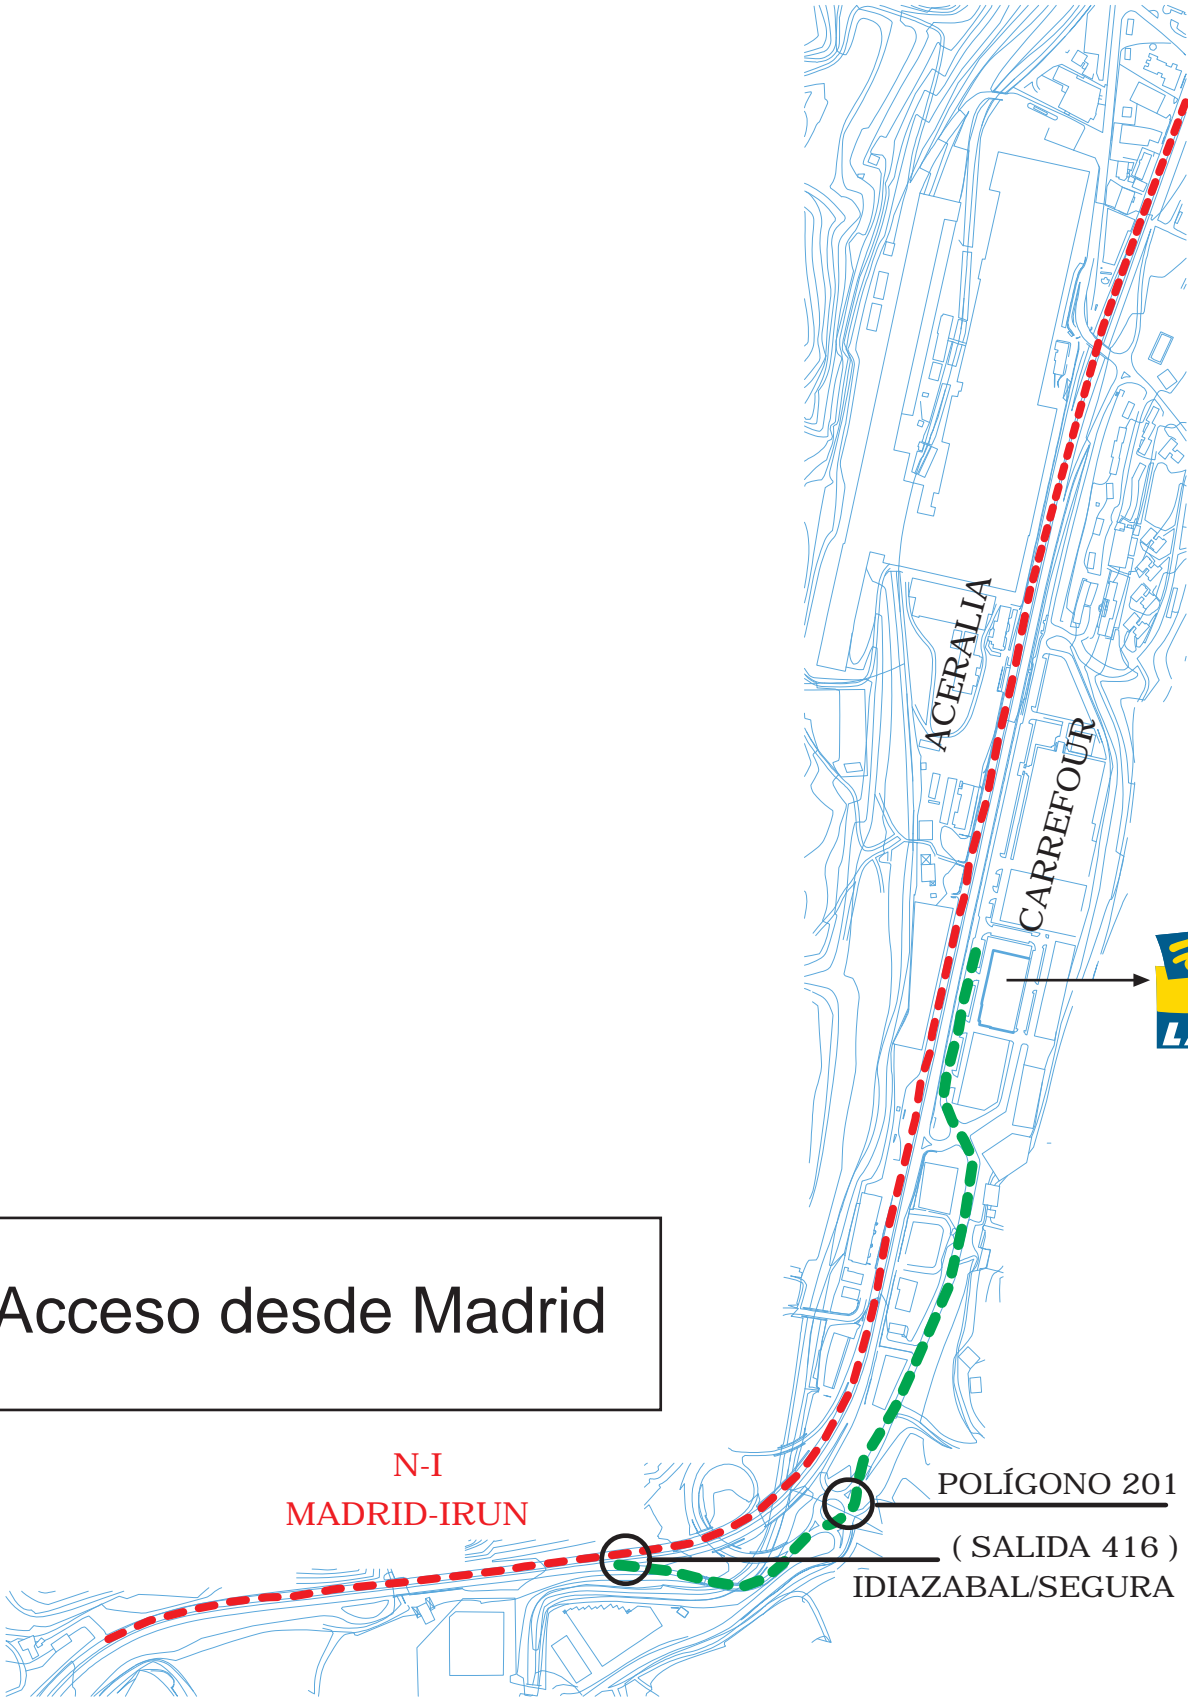 ACERALIA
CARREFOUR
Acceso desde Madrid
N-I
MADRID-IRUN
POLÍGONO 201
( SALIDA 416 )
IDIAZABAL/SEGURA